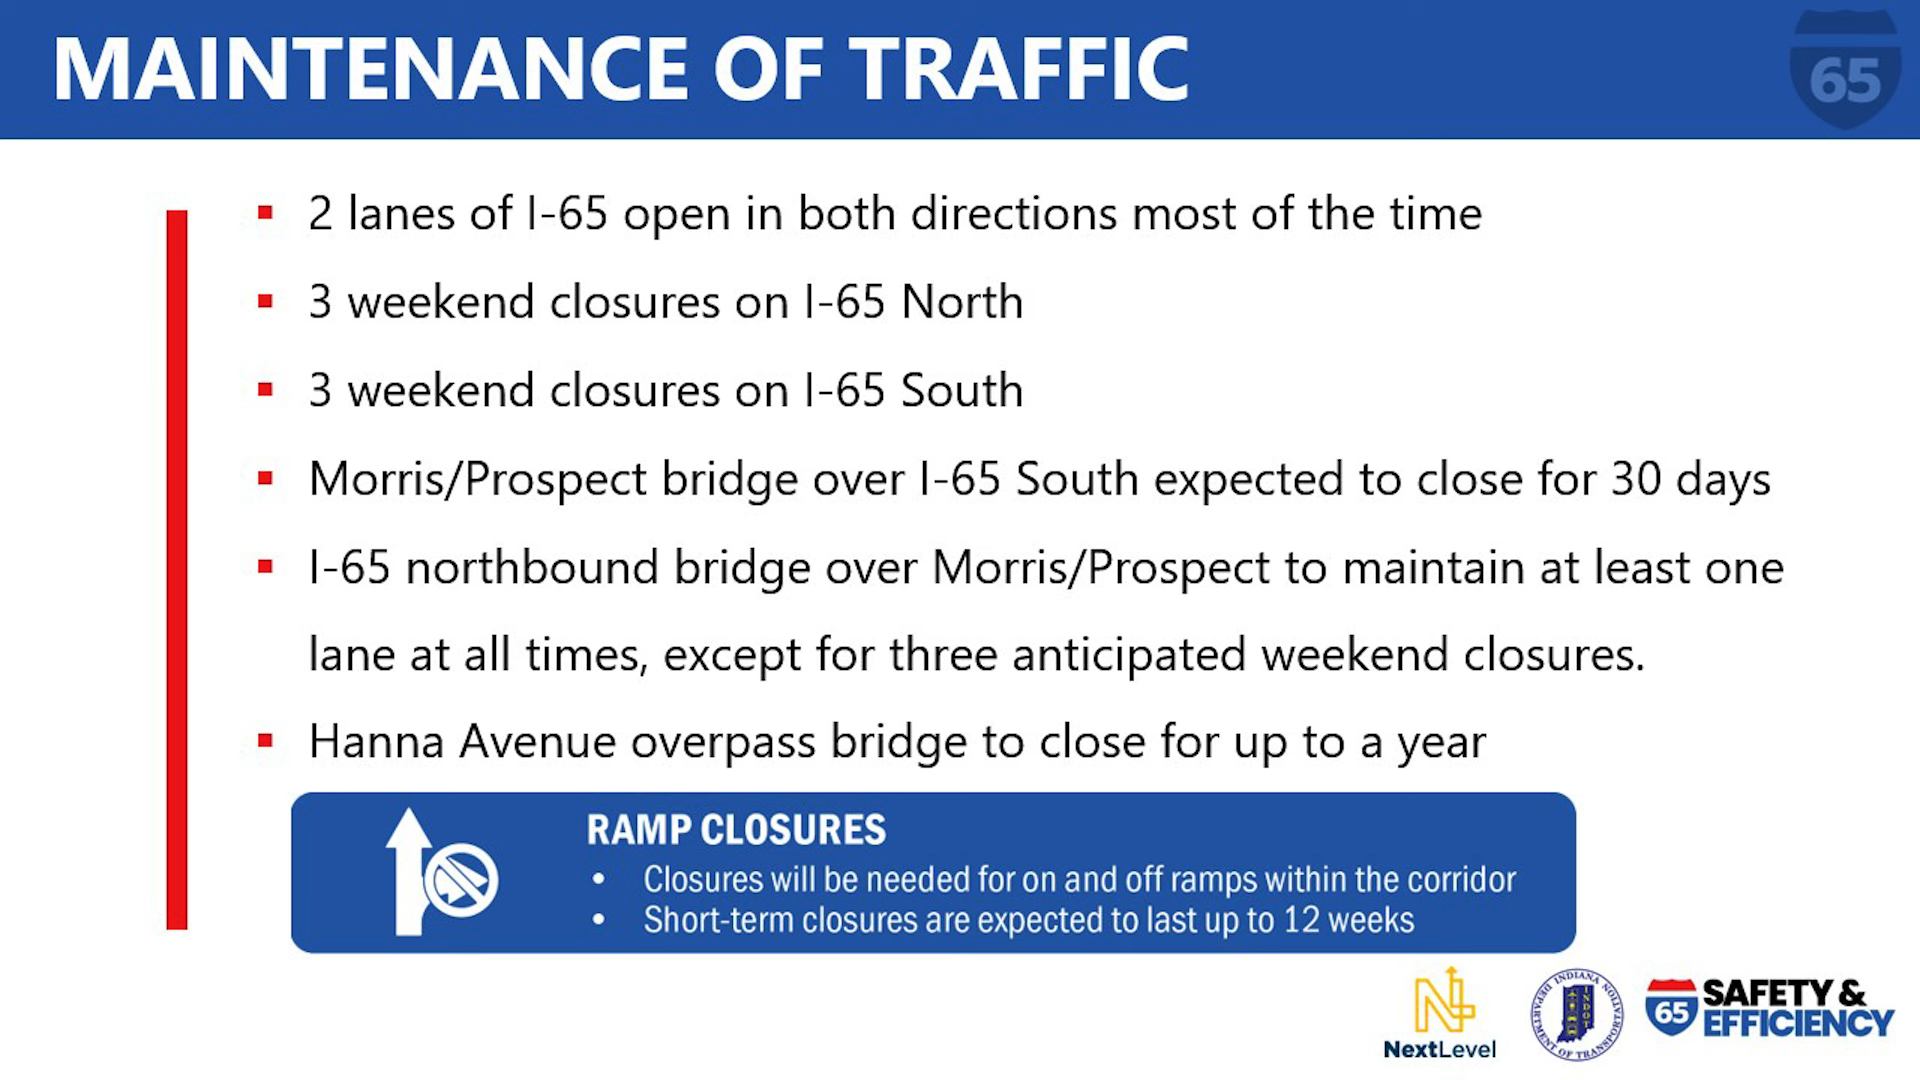 MAINTENANCE OF TRAFFIC
65
2 lanes of I-65 open in both directions most of the time
3 weekend closures on I-65 North
3 weekend closures on I-65 South
Morris/Prospect bridge over I-65 South expected to close for 30 days
I-65 northbound bridge over Morris/Prospect to maintain at least one
lane at all times, except for three anticipated weekend closures.
Hanna Avenue overpass bridge to close for up to a year
RAMP CLOSURES
• Closures will be needed for on and off ramps within the corridor
• Short-term closures are expected to last up to 12 weeks
NextLevel
INDIANA DEPARTMENT OF TRANSPORTATION
INDOT
65
SAFETY &
EFFICIENCY